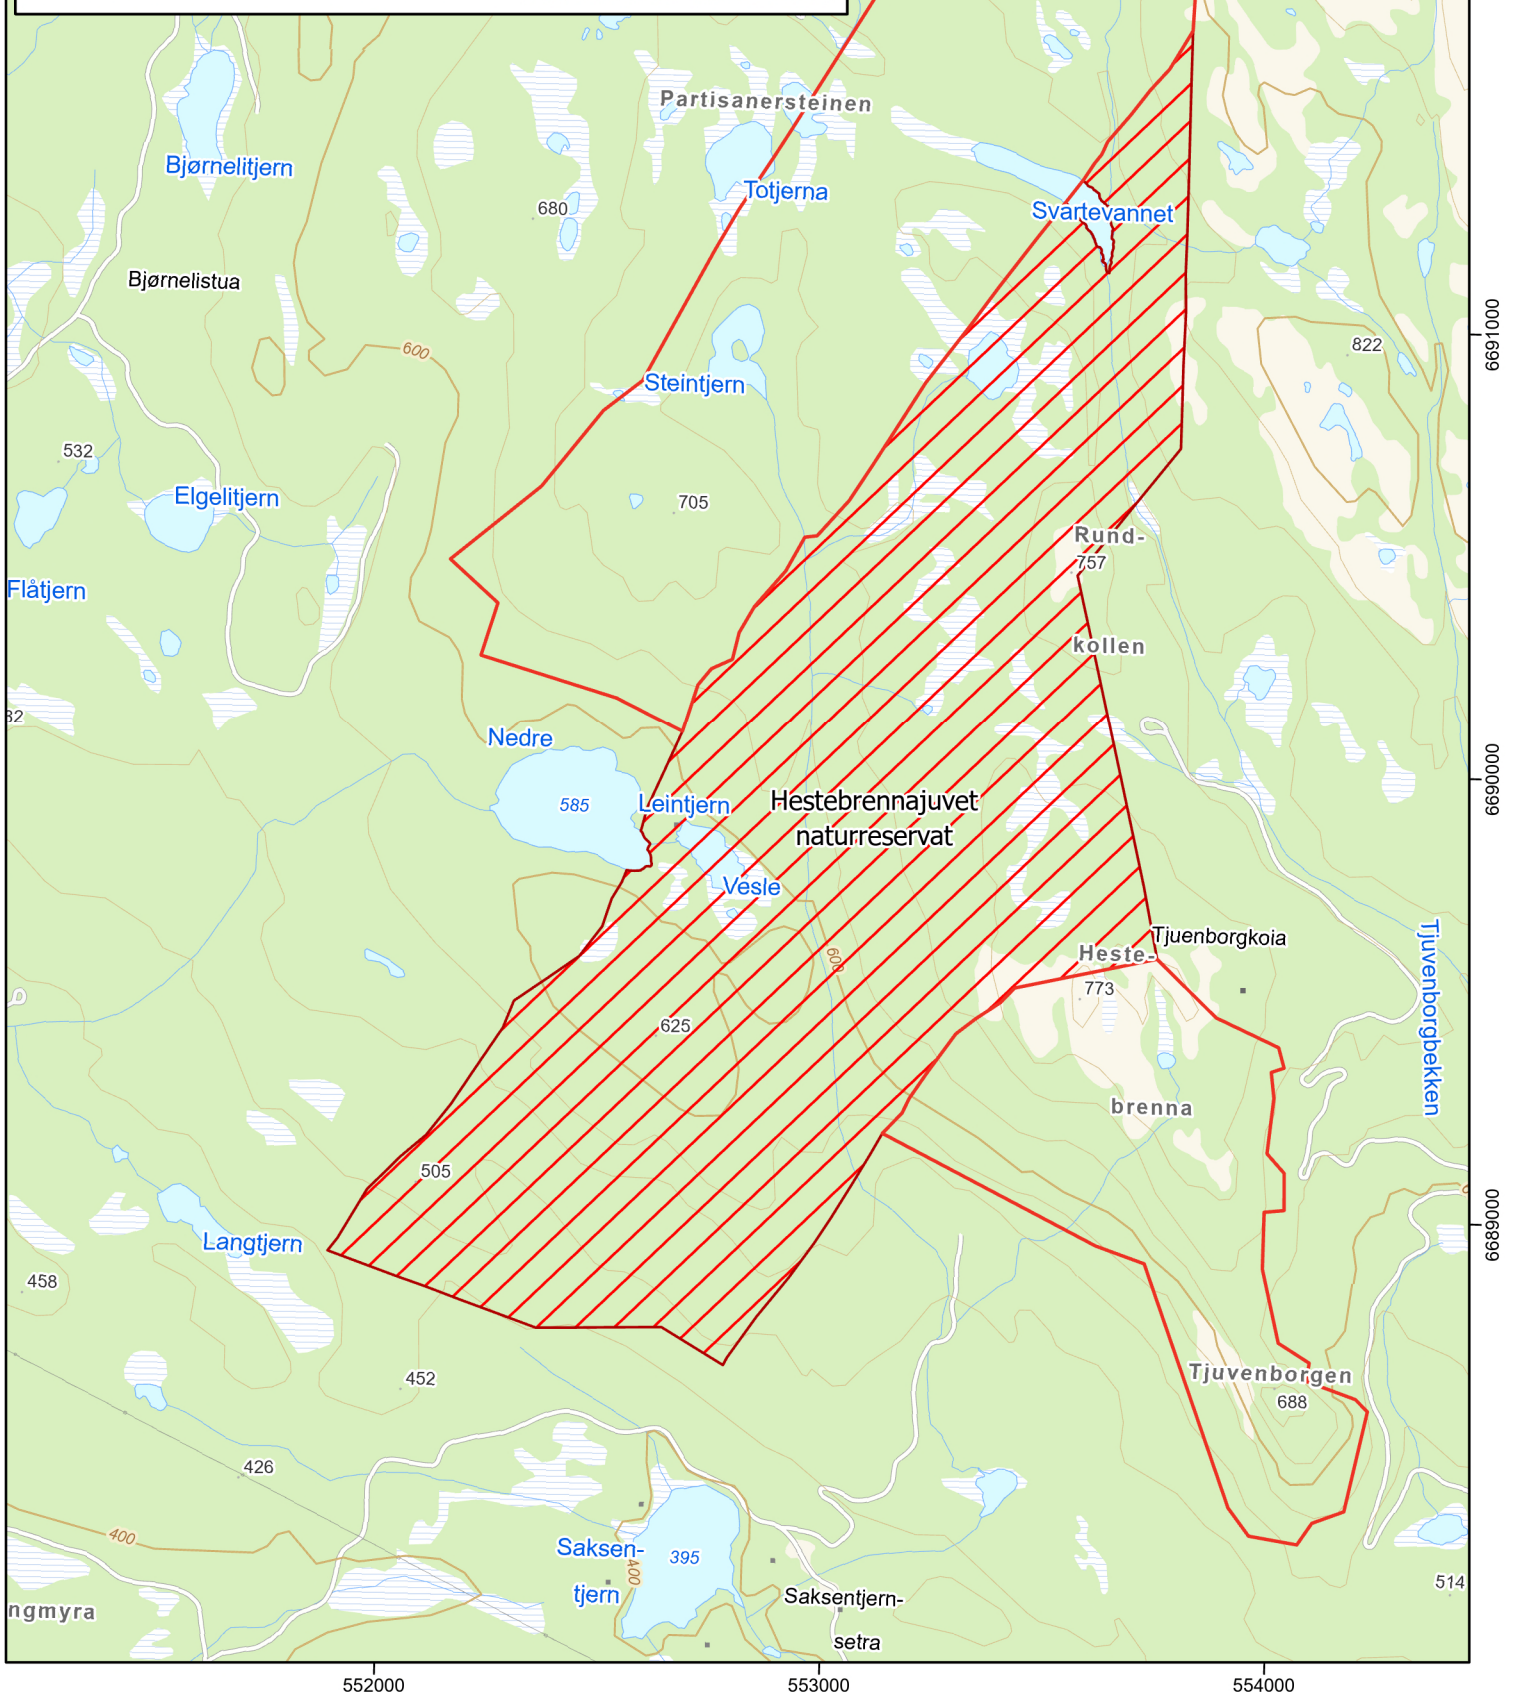 Partisanersteinen
Bjørnelitjern
Totjerna
680
Svartevannet
Bjørnelistua
6691000
600
822
Steintjern
532
Elgelitjern
705
Rund-
757
Flåtjern
kollen
32
Nedre
6690000
585
Leintjern
Hestebrennajuvet
naturreservat
Vesle
Tjuenborgkoia
Heste-
600
773
Tjuvenborgbekken
625
brenna
505
6689000
Langtjern
458
Tjuvenborgen
452
688
426
400
Saksen-
395
400
tjern
514
Saksentjern-
ngmyra
setra
552000
553000
554000